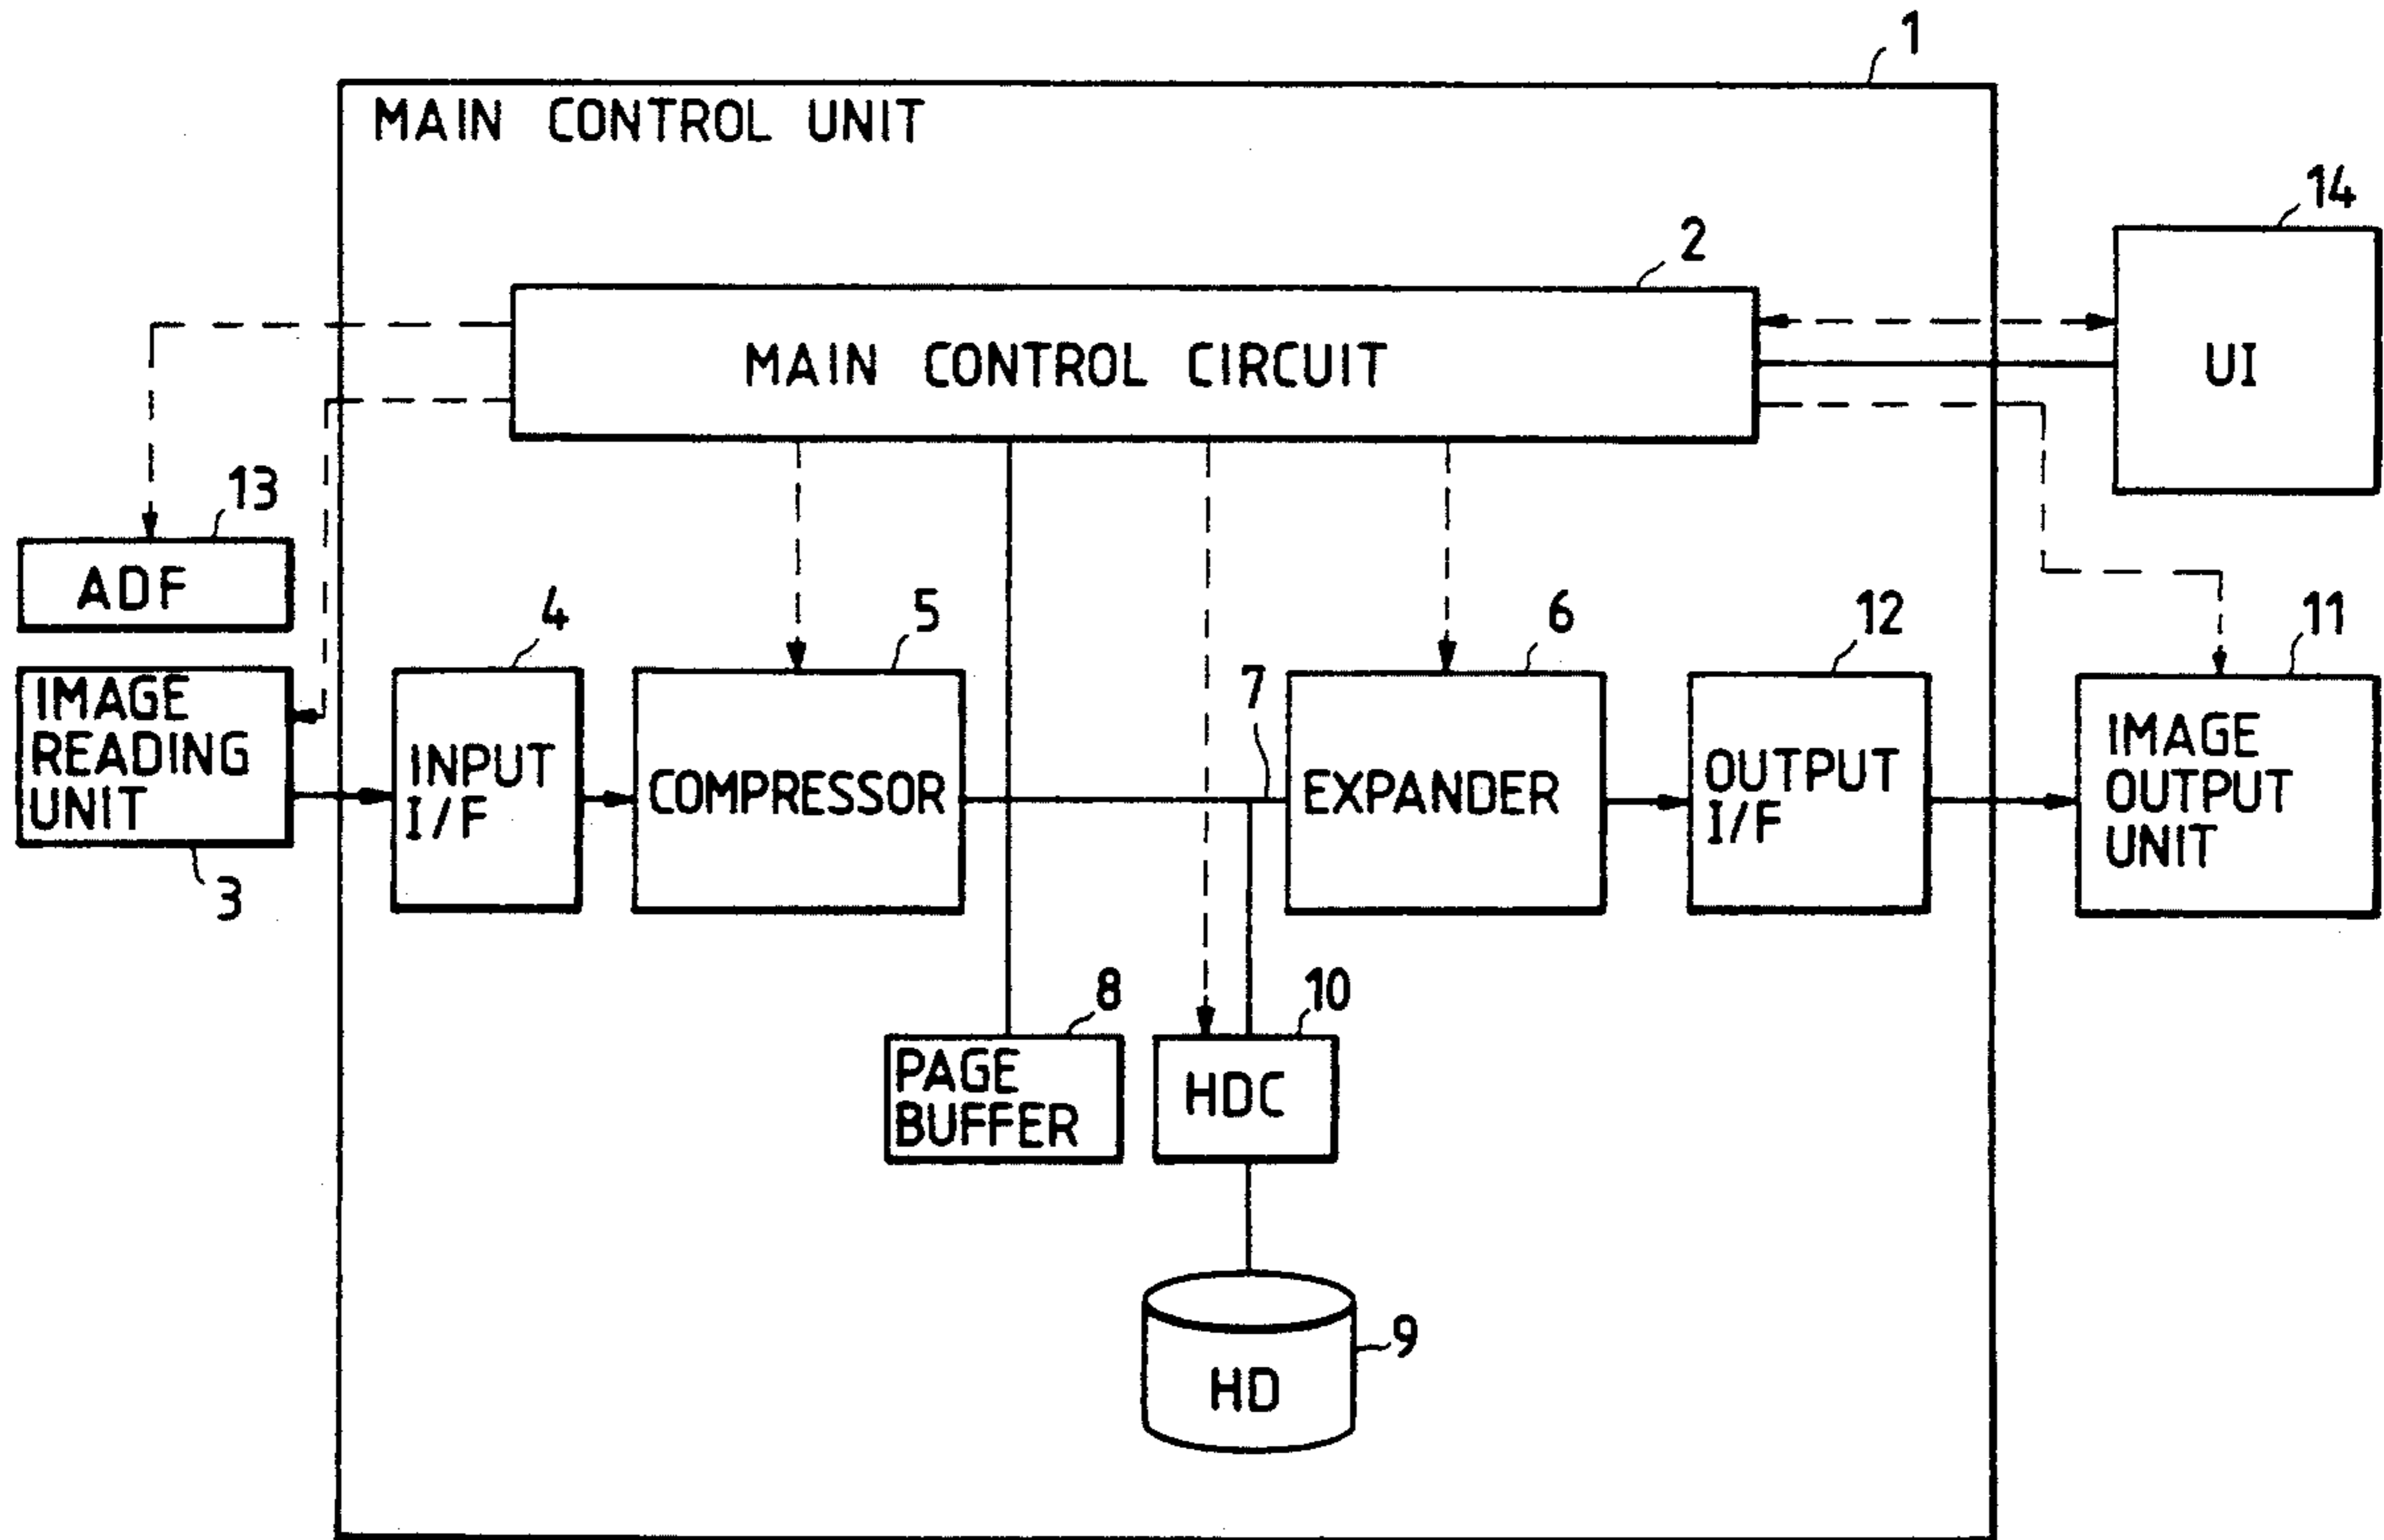 1
MAIN CONTROL UNIT
14
2
MAIN CONTROL CIRCUIT
UI
13
ADF
4
5
6
12
11
7
IMAGE
READING
UNIT
3
INPUT
I/F
COMPRESSOR
EXPANDER
OUTPUT
I/F
IMAGE
OUTPUT
UNIT
8
PAGE
BUFFER
10
HDC
9
HD